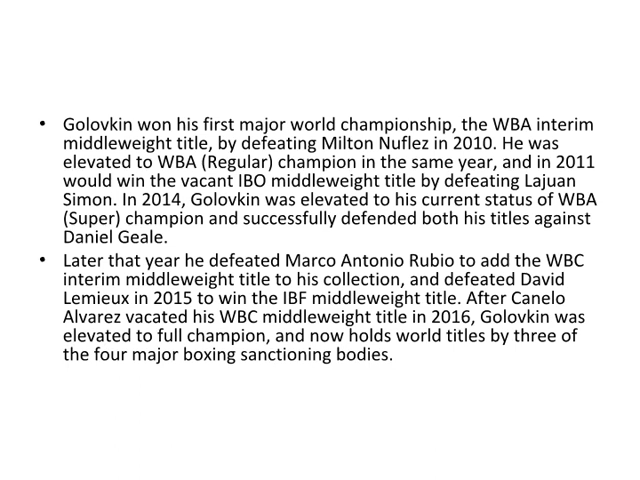 • Golovkin won his first major world championship, the WBA interim
middleweight title, by defeating Milton Nuflez in 2010. He was
elevated to WBA (Regular) champion in the same year, and in 2011
would win the vacant IBO middleweight title by defeating Lajuan
Simon. In 2014, Golovkin was elevated to his current status of WBA
(Super) champion and successfully defended both his titles against
Daniel Geale.
• Later that year he defeated Marco Antonio Rubio to add the WBC
interim middleweight title to his collection, and defeated David
Lemieux in 2015 to win the IBF middleweight title. After Canelo
Alvarez vacated his WBC middleweight title in 2016, Golovkin was
elevated to full champion, and now holds world titles by three of
the four major boxing sanctioning bodies.